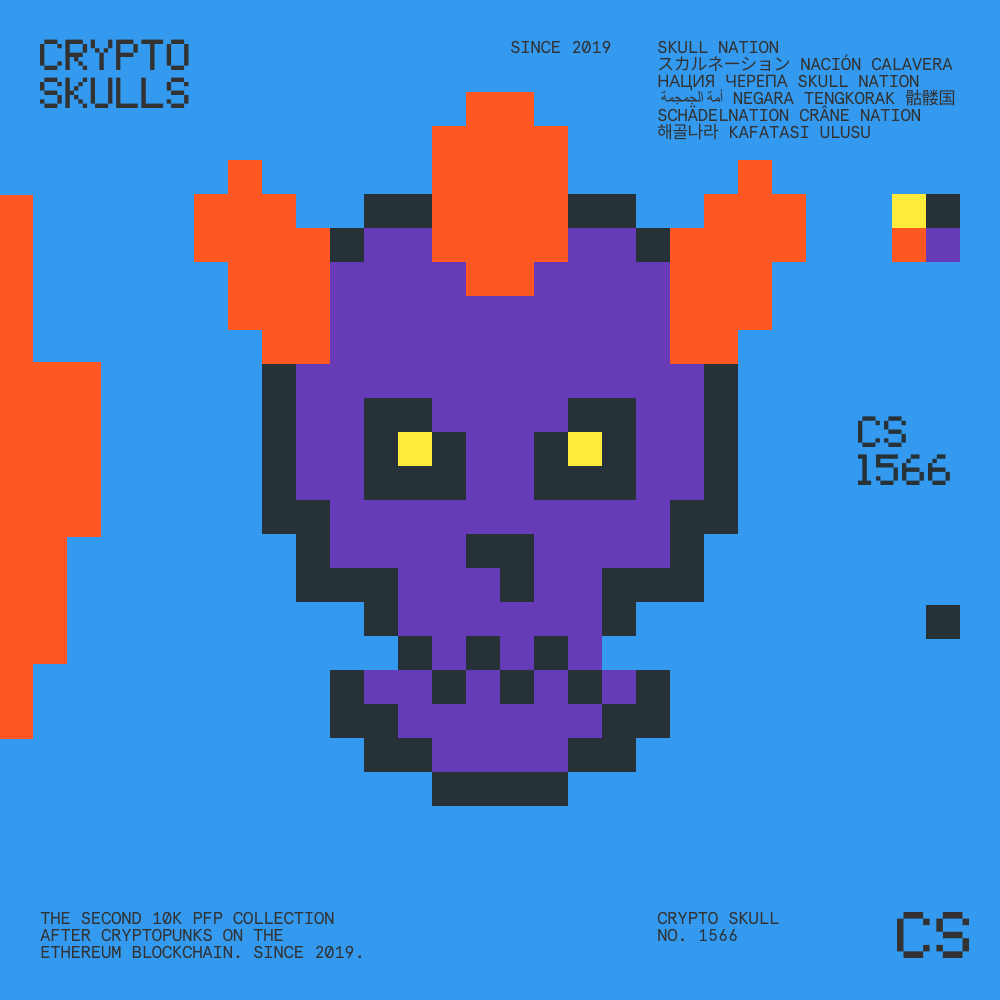 CRYPTO
SKULLS
SINCE 2019
SKULL NATION
スカルネーション NACIÓN CALAVERA
НАЦИЯ ЧЕРЕПА SKULL NATION
أمة الجمجمة NEGARA TENGKORAK 骷髅国
SCHÄDELNATION CRÂNE NATION
해골나라 KAFATASI ULUSU
CS
1566
THE SECOND 10K PFP COLLECTION
AFTER CRYPTOPUNKS ON THE
ETHEREUM BLOCKCHAIN. SINCE 2019.
CRYPTO SKULL
NO. 1566
CS